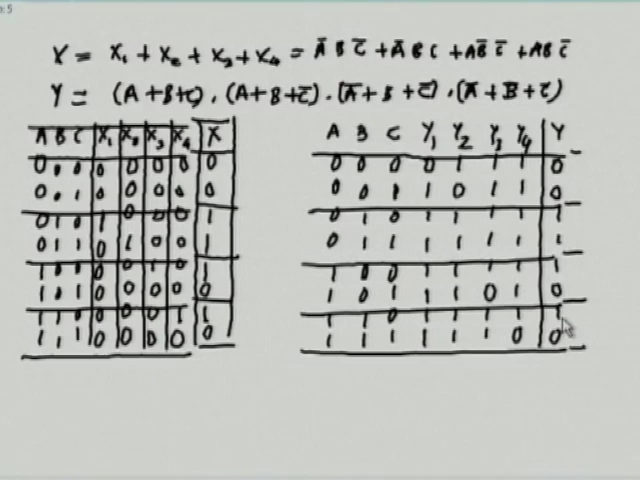 5
X = X₁ + X₂ + X₃ + X₄ = A̅ B C̅ + A̅ B C + A B̅ C̅ + A B C̅
Y = (A + B + C) . (A + B + C̅) . (A̅ + B + C̅) . (A̅ + B̅ + C̅)
A B C X₁ X₂ X₃ X₄ X
0 0 0 0 0 0 0 0
0 0 1 0 0 0 0 0
0 1 0 1 0 0 0 1
0 1 1 0 1 0 0 1
1 0 0 0 0 1 0 1
1 0 1 0 0 0 0 0
1 1 0 0 0 0 1 1
1 1 1 0 0 0 0 0
A B C Y₁ Y₂ Y₃ Y₄ Y
0 0 0 0 1 1 1 0
0 0 1 1 0 1 1 0
0 1 0 1 1 1 1 1
0 1 1 1 1 1 1 1
1 0 0 1 1 1 1 1
1 0 1 1 1 0 1 0
1 1 0 1 1 1 1 1
1 1 1 1 1 1 0 0